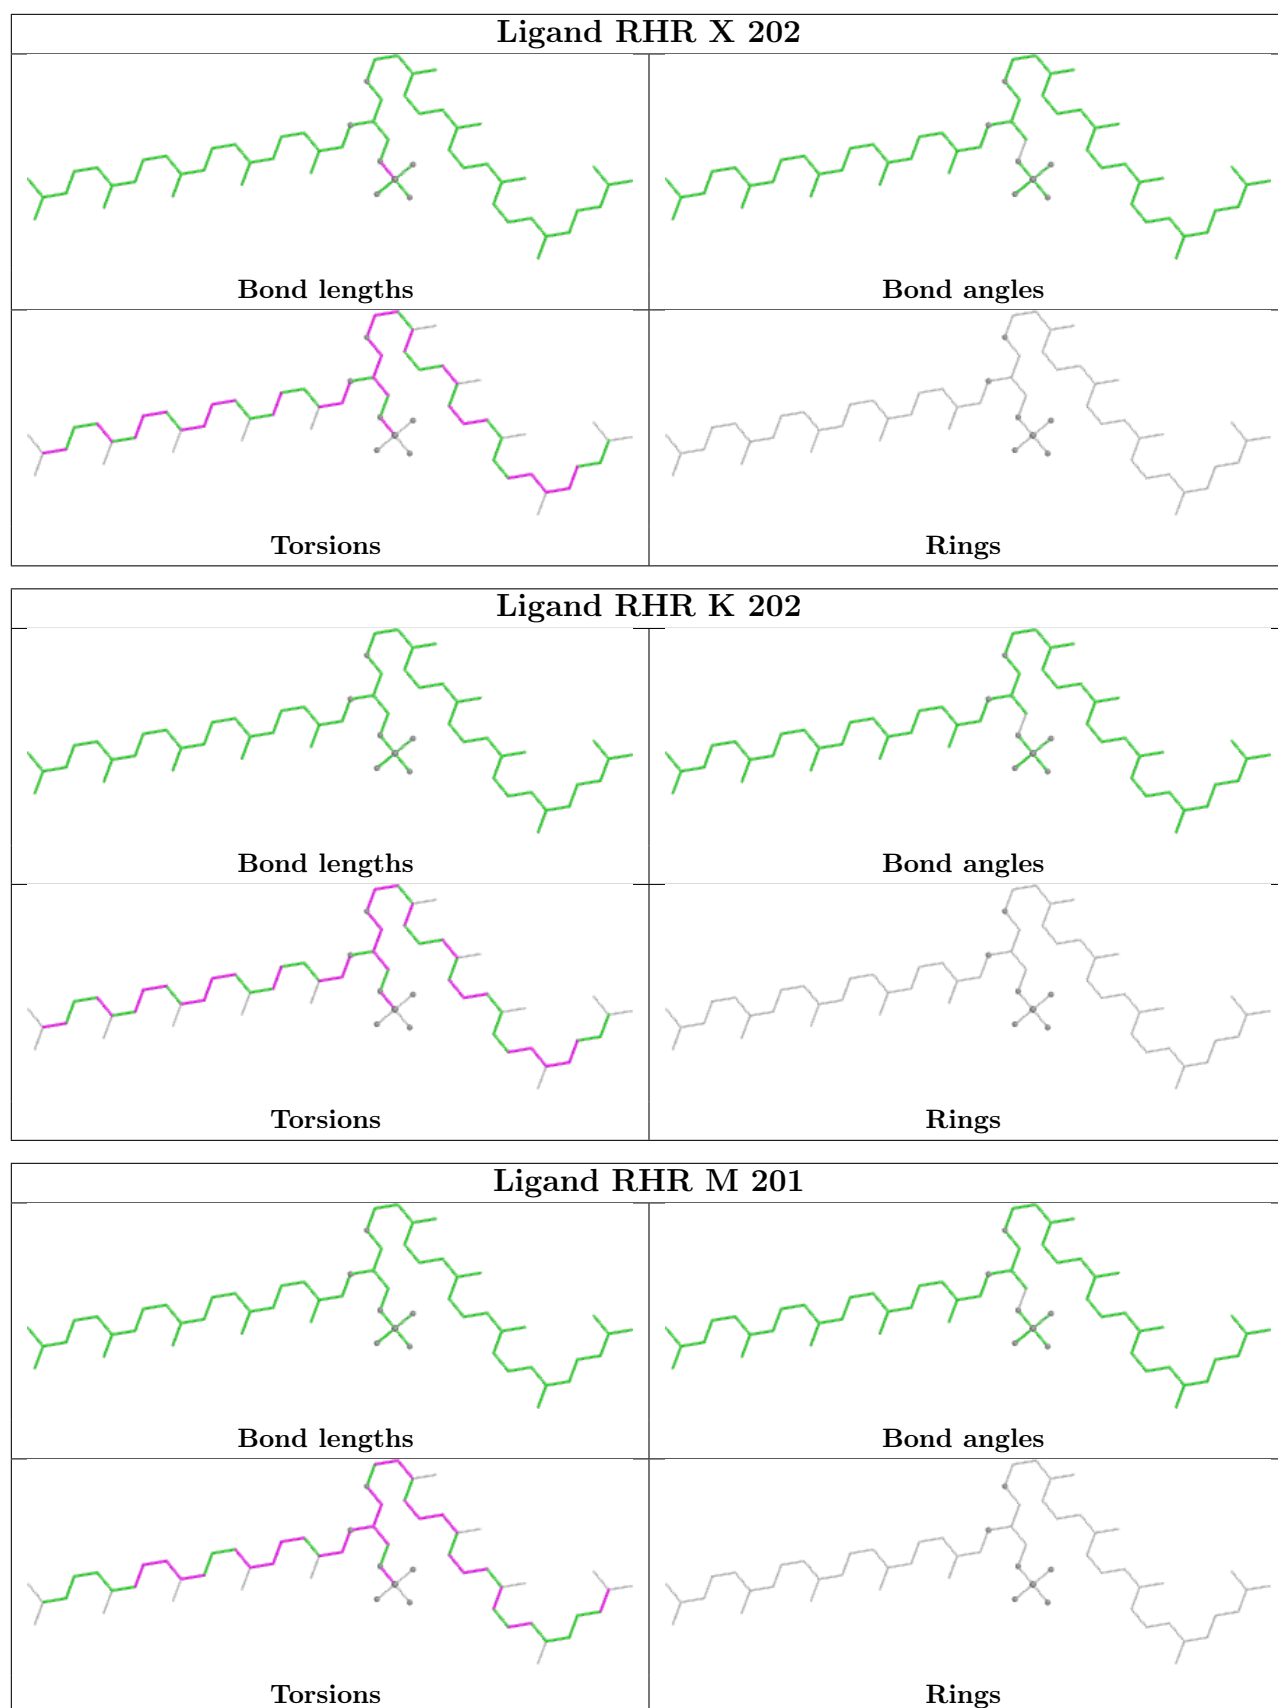 Ligand RHR X 202
Bond lengths
Bond angles
Torsions
Rings
Ligand RHR K 202
Bond lengths
Bond angles
Torsions
Rings
Ligand RHR M 201
Bond lengths
Bond angles
Torsions
Rings